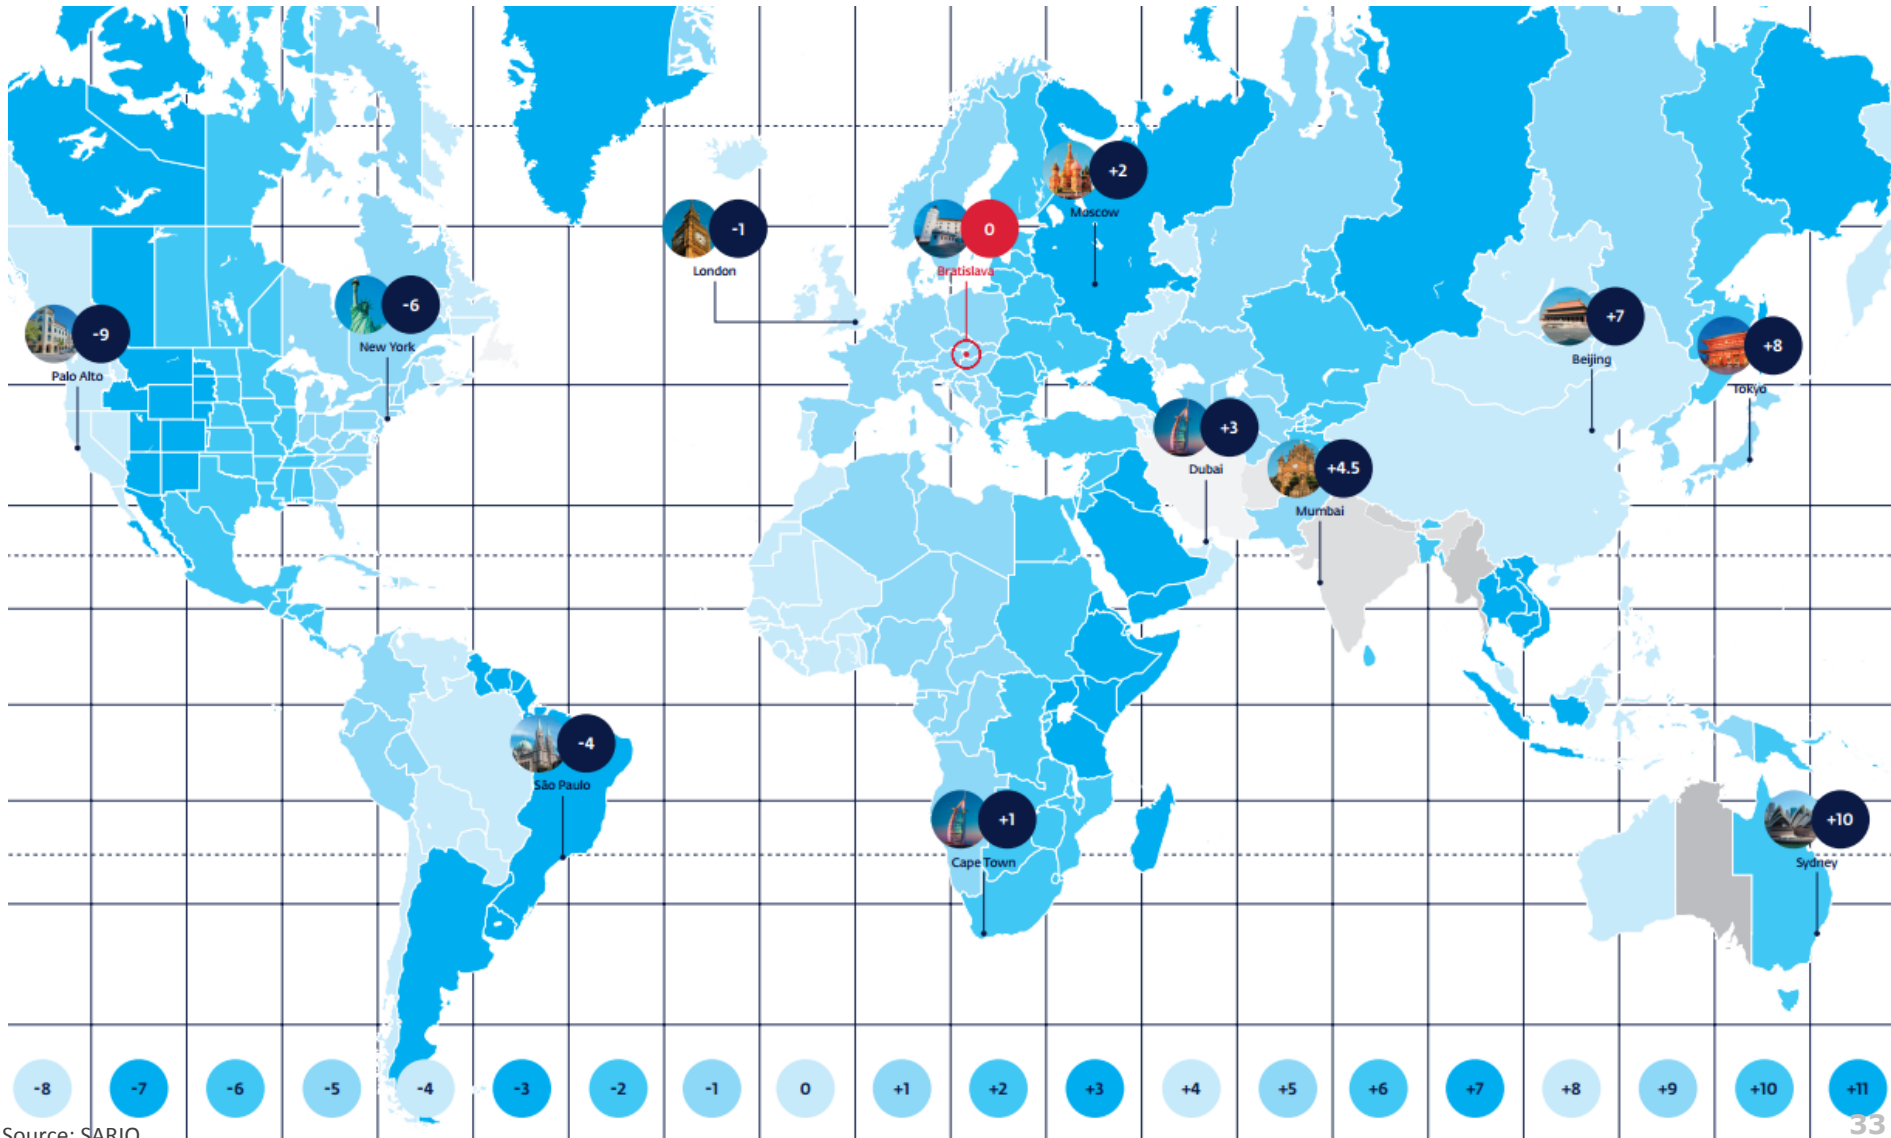 +2
Moscow
-1
London
0
Bratislava
-6
New York
-9
Palo Alto
+7
Beijing
+8
Tokyo
+3
Dubai
+4.5
Mumbai
-4
São Paulo
+1
Cape Town
+10
Sydney
-8 -7 -6 -5 -4 -3 -2 -1 0 +1 +2 +3 +4 +5 +6 +7 +8 +9 +10 +11
Source: SARIO
33